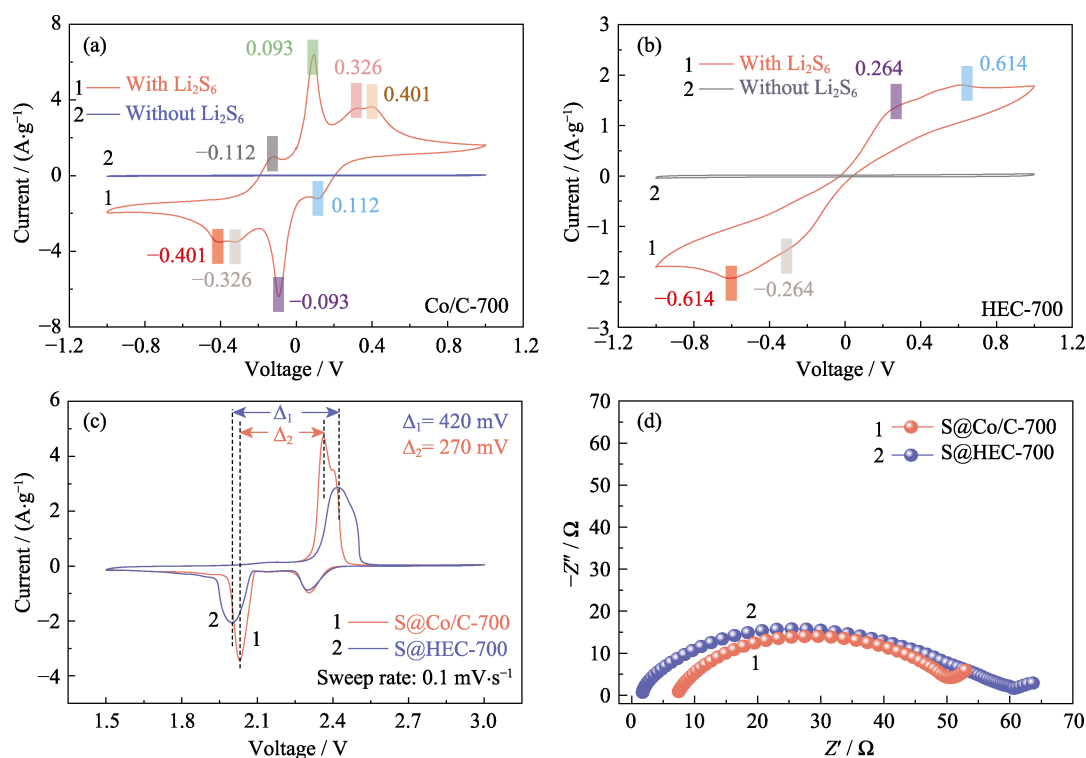 (a)
0.093
0.326
0.401
1 With Li₂S₆
2 Without Li₂S₆
−0.112
2
1
0.112
−0.401
−0.326
−0.093
Co/C-700
8
4
0
−4
−8
−1.2 −0.8 −0.4 0 0.4 0.8 1.2
Current / (A·g⁻¹)
Voltage / V
(b)
1 With Li₂S₆
2 Without Li₂S₆
0.264
0.614
2
1
−0.614
−0.264
HEC-700
3
2
1
0
−1
−2
−3
−1.2 −0.8 −0.4 0 0.4 0.8 1.2
Current / (A·g⁻¹)
Voltage / V
(c)
Δ₁
Δ₂
Δ₁= 420 mV
Δ₂= 270 mV
2
1
1 S@Co/C-700
2 S@HEC-700
Sweep rate: 0.1 mV·s⁻¹
6
4
2
0
−2
−4
1.5 1.8 2.1 2.4 2.7 3.0
Current / (A·g⁻¹)
Voltage / V
(d)
1 S@Co/C-700
2 S@HEC-700
2
1
70
60
50
40
30
20
10
0
0 10 20 30 40 50 60 70
−Z″ / Ω
Z′ / Ω